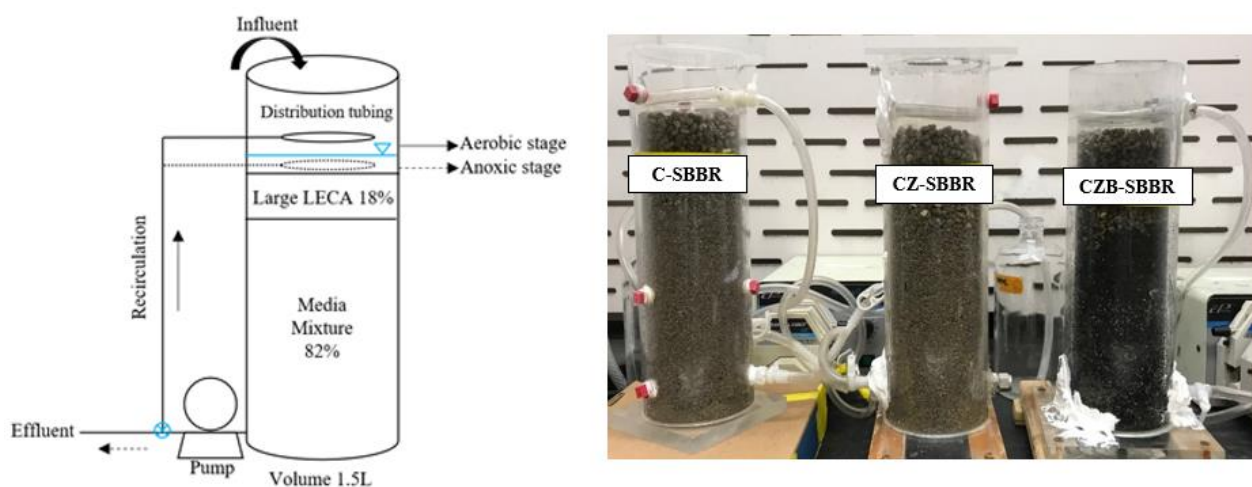 Influent
Distribution tubing
Aerobic stage
Anoxic stage
Large LECA 18%
Recirculation
Media
Mixture
82%
Effluent
Pump
Volume 1.5L
C-SBBR
CZ-SBBR
CZB-SBBR